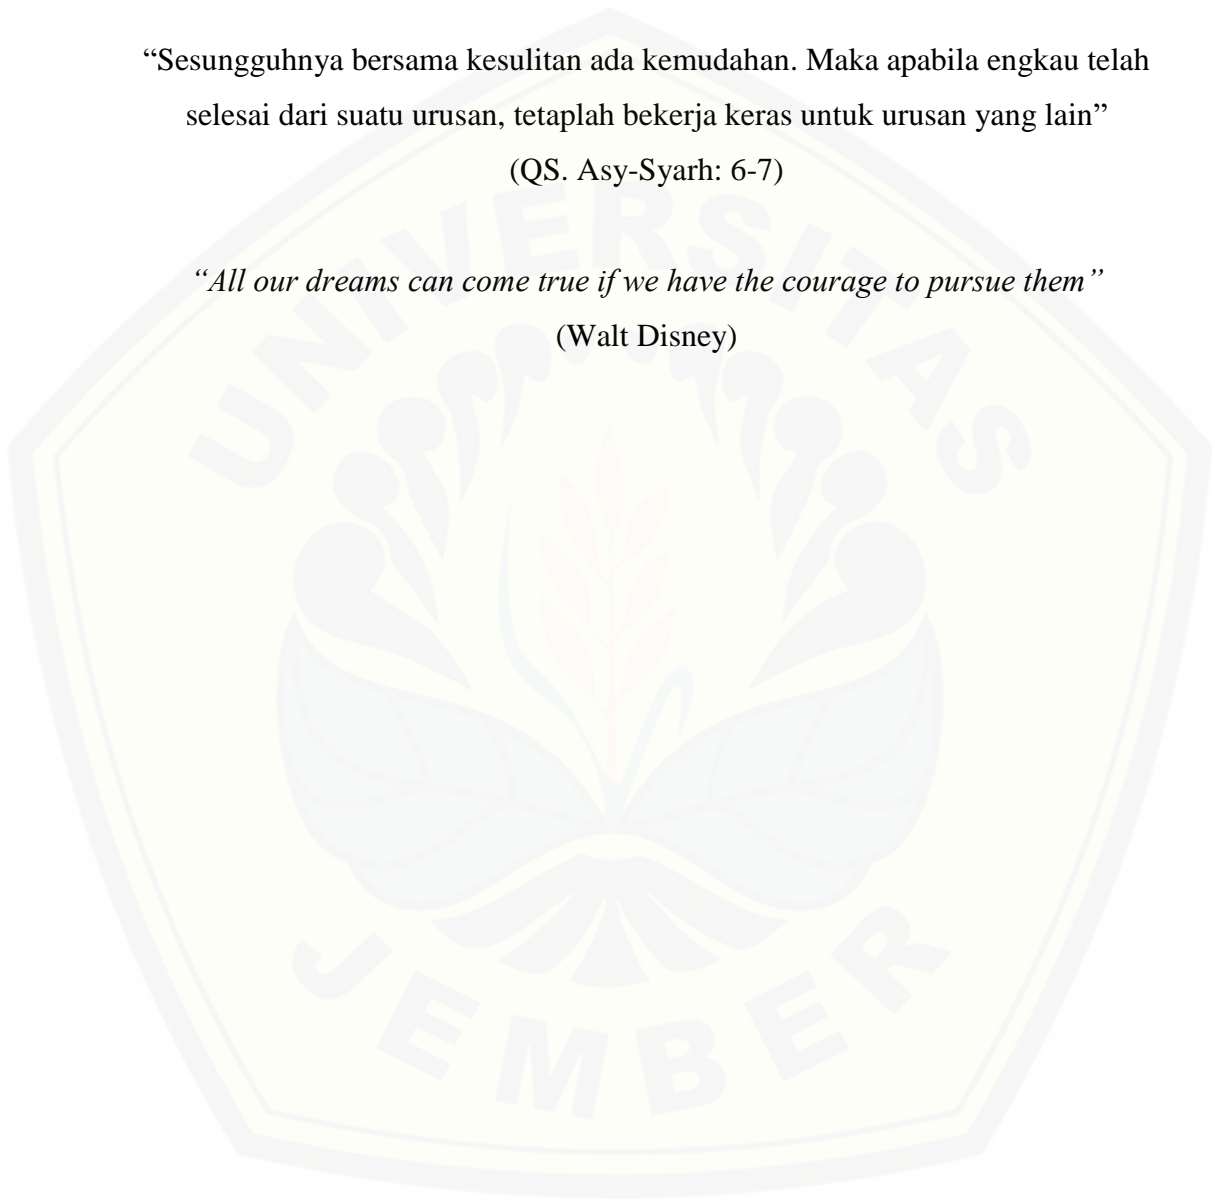 “Sesungguhnya bersama kesulitan ada kemudahan. Maka apabila engkau telah
selesai dari suatu urusan, tetaplah bekerja keras untuk urusan yang lain”
(QS. Asy-Syarh: 6-7)
“All our dreams can come true if we have the courage to pursue them”
(Walt Disney)
UNIVERSITAS
JEMBER